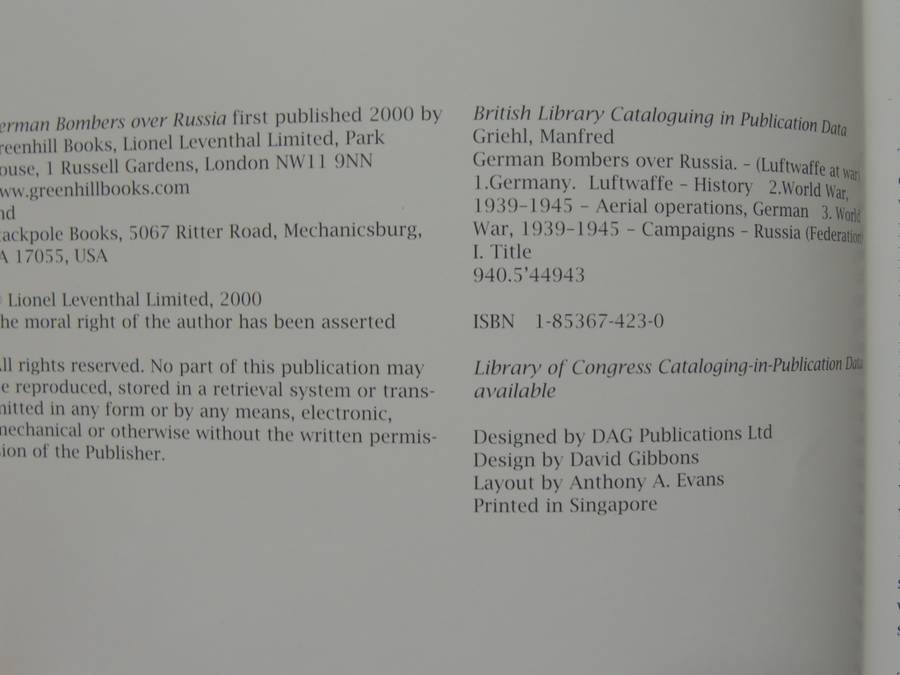 erman Bombers over Russia first published 2000 by
reenhill Books, Lionel Leventhal Limited, Park
ouse, 1 Russell Gardens, London NW11 9NN
ww.greenhillbooks.com
nd
tackpole Books, 5067 Ritter Road, Mechanicsburg,
A 17055, USA
Lionel Leventhal Limited, 2000
he moral right of the author has been asserted
ll rights reserved. No part of this publication may
e reproduced, stored in a retrieval system or trans-
mitted in any form or by any means, electronic,
mechanical or otherwise without the written permis-
ion of the Publisher.
British Library Cataloguing in Publication Data
Griehl, Manfred
German Bombers over Russia. – (Luftwaffe at war)
1.Germany. Luftwaffe – History 2.World War,
1939–1945 – Aerial operations, German 3. World
War, 1939–1945 – Campaigns – Russia (Federation)
I. Title
940.5'44943
ISBN 1-85367-423-0
Library of Congress Cataloging-in-Publication Data
available
Designed by DAG Publications Ltd
Design by David Gibbons
Layout by Anthony A. Evans
Printed in Singapore